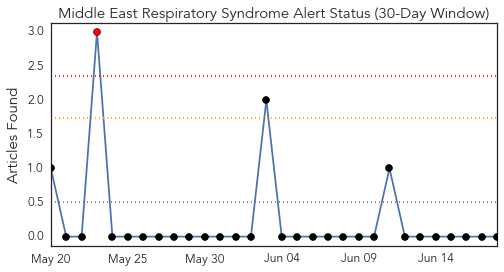 Middle East Respiratory Syndrome Alert Status (30-Day Window)
Articles Found
3.0
2.5
2.0
1.5
1.0
0.5
0.0
May 20 May 25 May 30 Jun 04 Jun 09 Jun 14